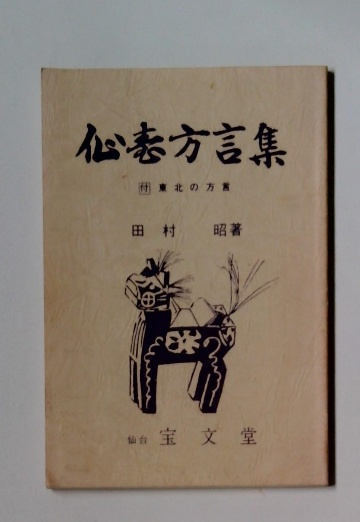 仙臺方言集
付 東北の方言
田村 昭著
仙台 宝文堂